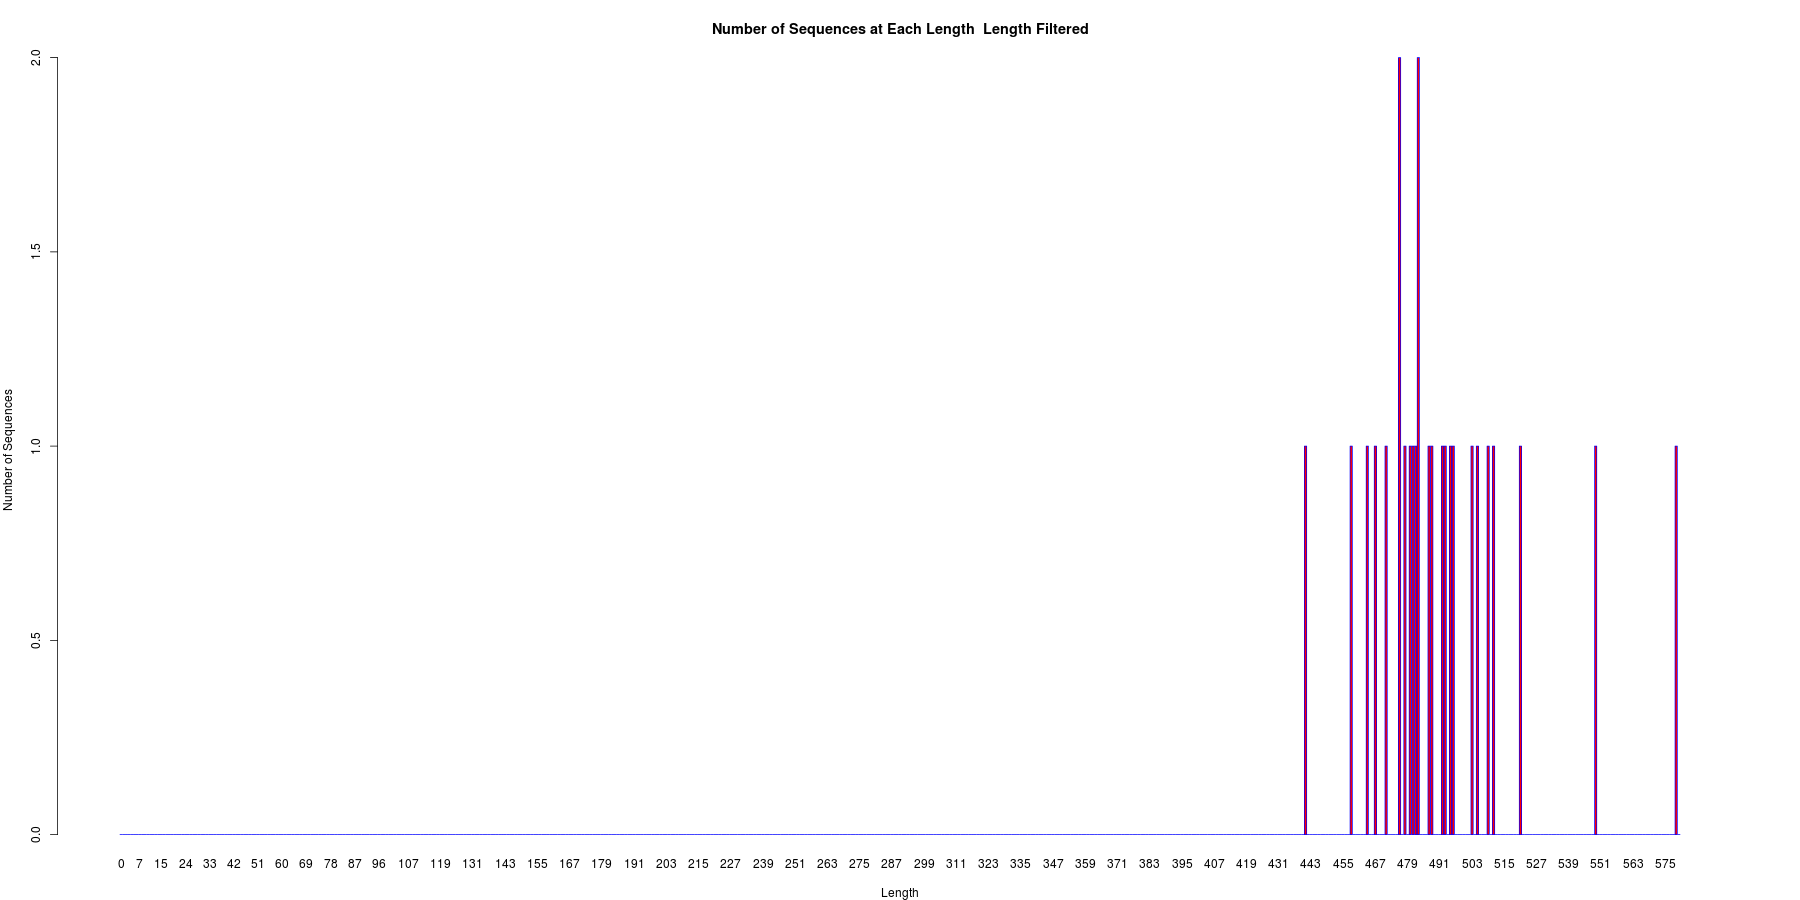 Number of Sequences at Each Length  Length Filtered
2.0
1.5
1.0
0.5
0.0
Number of Sequences
0 7 15 24 33 42 51 60 69 78 87 96 107 119 131 143 155 167 179 191 203 215 227 239 251 263 275 287 299 311 323 335 347 359 371 383 395 407 419 431 443 455 467 479 491 503 515 527 539 551 563 575
Length